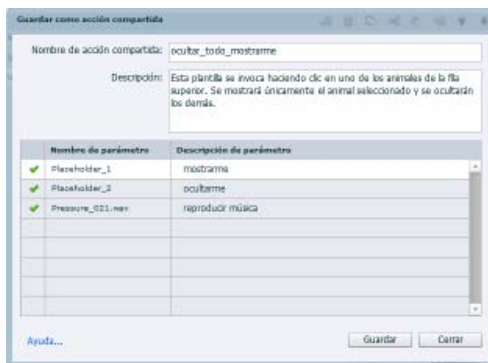 Guardar como acción compartida
Nombre de acción compartida: ocultar_todo_mostrarme
Descripción: Esta plantilla se invoca haciendo clic en uno de los animales de la fila
superior. Se mostrará únicamente el animal seleccionado y se ocultarán
los demás.
Nombre de parámetro Descripción de parámetro
Placeholder_1 mostrarme
Placeholder_3 ocultarme
Pressure_021.wav reproducir música
Ayuda... Guardar Cerrar